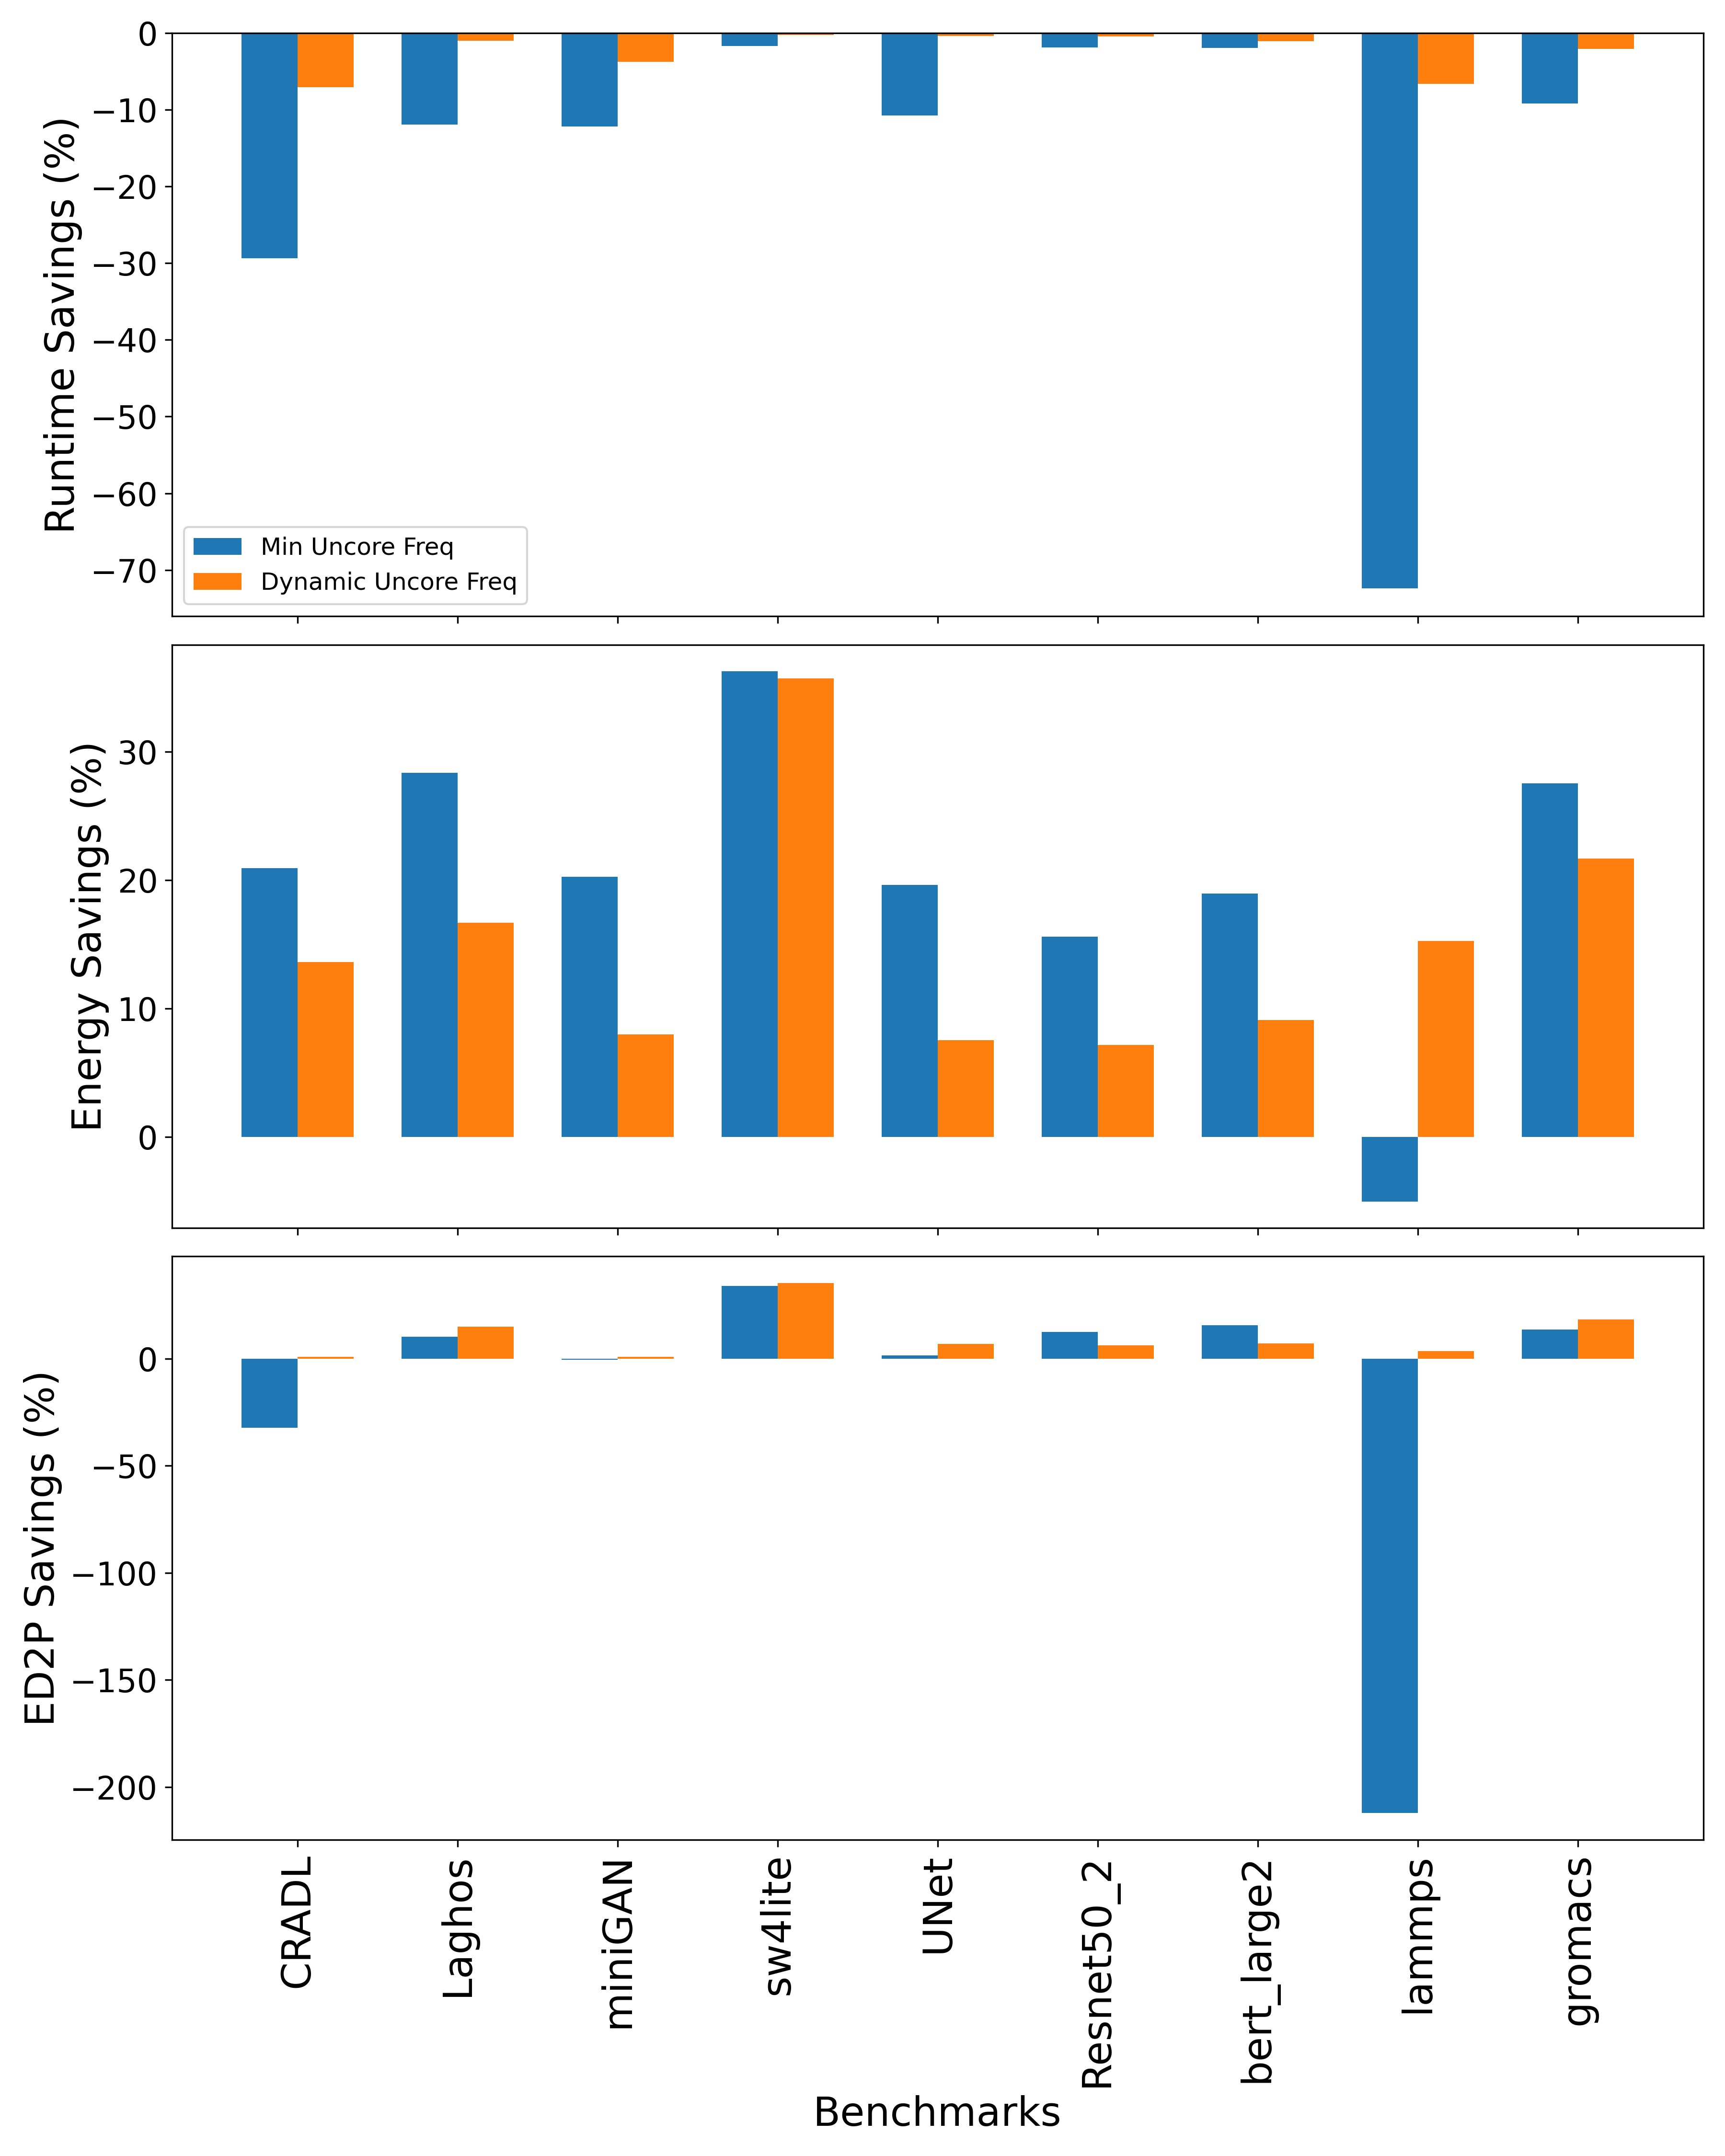 Runtime Savings (%)
0
−10
−20
−30
−40
−50
−60
−70
Min Uncore Freq
Dynamic Uncore Freq
Energy Savings (%)
30
20
10
0
ED2P Savings (%)
0
−50
−100
−150
−200
CRADL
Laghos
miniGAN
sw4lite
UNet
Resnet50_2
bert_large2
lammps
gromacs
Benchmarks